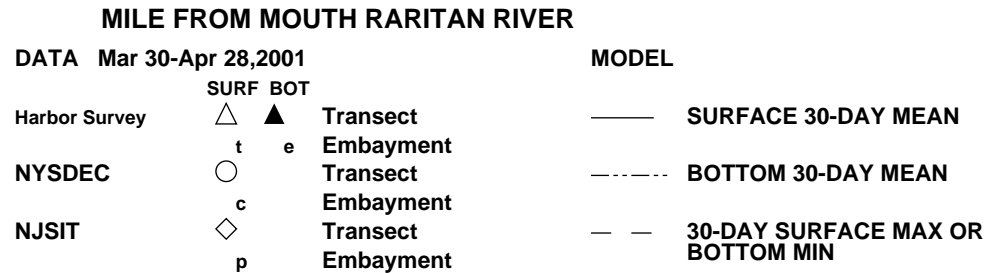 MILE FROM MOUTH RARITAN RIVER
DATA Mar 30-Apr 28,2001 MODEL
SURF BOT
Harbor Survey Transect SURFACE 30-DAY MEAN
t e Embayment
NYSDEC Transect BOTTOM 30-DAY MEAN
c Embayment
NJSIT Transect 30-DAY SURFACE MAX OR
BOTTOM MIN
p Embayment